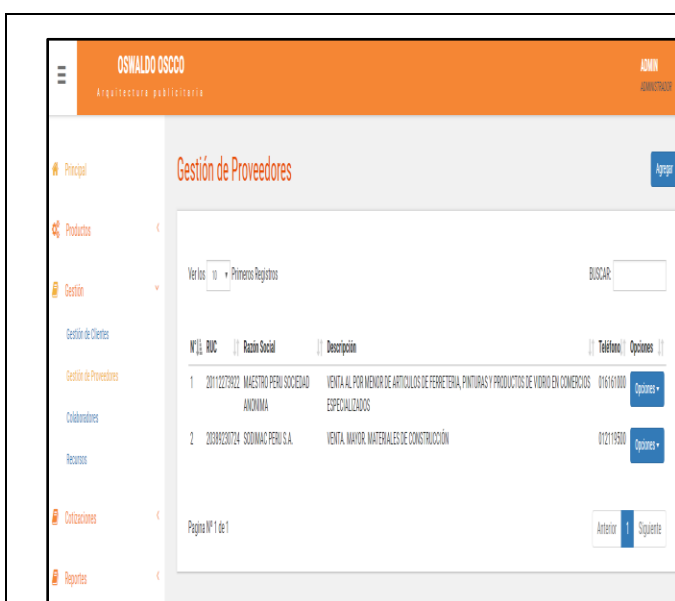 OSWALDO OSCCO
Arquitectura publicitaria
ADMIN
ADMINISTRADOR
Principal
Productos
Gestión
Gestión de Clientes
Gestión de Proveedores
Colaboradores
Recursos
Cotizaciones
Reportes
Gestión de Proveedores
Agregar
Ver los 10 Primeros Registros
BUSCAR:
N° RUC Razón Social Descripción Teléfono Opciones
1 20112273922 MAESTRO PERU SOCIEDAD ANONIMA VENTA AL POR MENOR DE ARTICULOS DE FERRETERIA, PINTURAS Y PRODUCTOS DE VIDRIO EN COMERCIOS ESPECIALIZADOS 016161000 Opciones
2 20389230724 SODIMAC PERU S.A. VENTA. MAYOR. MATERIALES DE CONSTRUCCIÓN 012119500 Opciones
Pagina Nº 1 de 1
Anterior 1 Siguiente